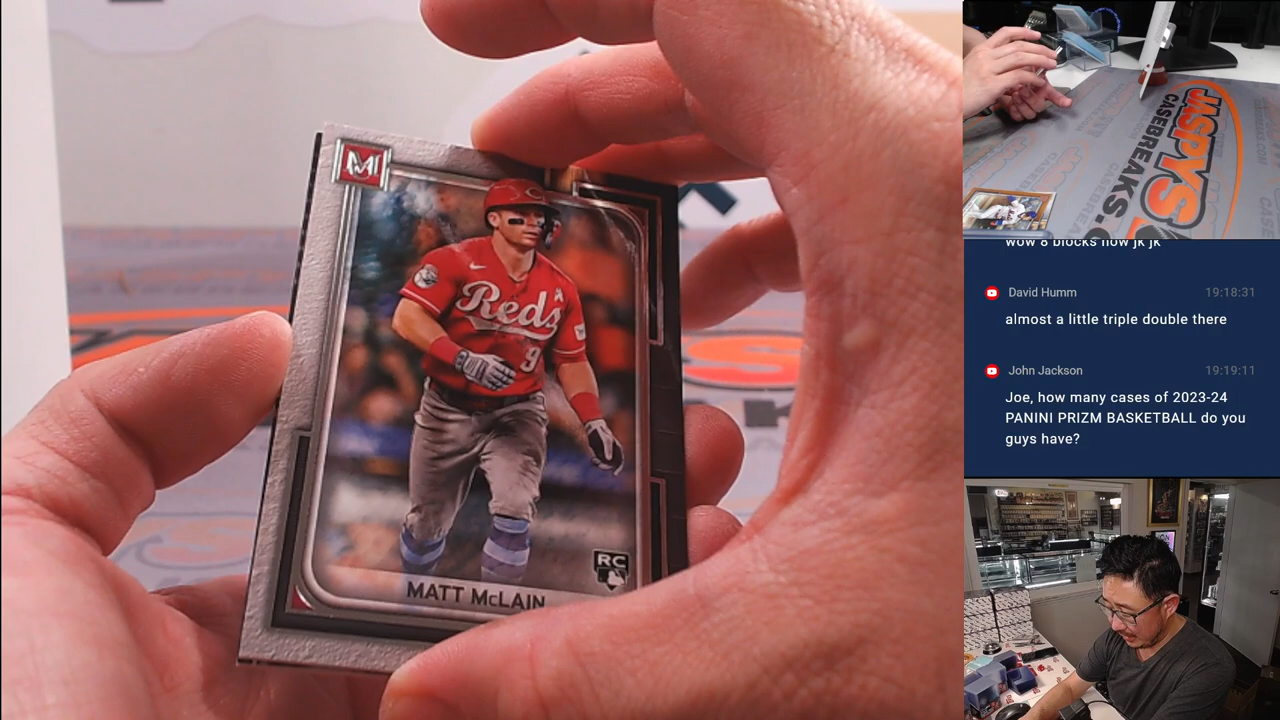 M
Reds
9
RC
MATT McLAIN
JASPYS
CASEBREAKS.
wow 8 blocks now jk jk
David Humm 19:18:31
almost a little triple double there
John Jackson 19:19:11
Joe, how many cases of 2023-24
PANINI PRIZM BASKETBALL do you
guys have?